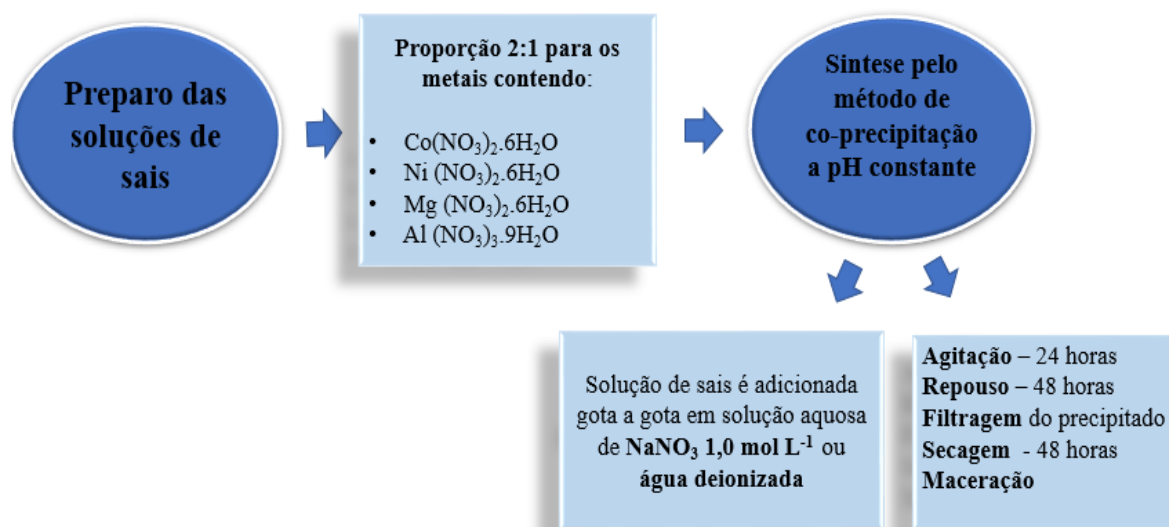 Preparo das
soluções de
sais
Proporção 2:1 para os
metais contendo:
• Co(NO₃)₂.6H₂O
• Ni (NO₃)₂.6H₂O
• Mg (NO₃)₂.6H₂O
• Al (NO₃)₃.9H₂O
Sintese pelo
método de
co-precipitação
a pH constante
Solução de sais é adicionada
gota a gota em solução aquosa
de NaNO₃ 1,0 mol L⁻¹ ou
água deionizada
Agitação – 24 horas
Repouso – 48 horas
Filtragem do precipitado
Secagem - 48 horas
Maceração